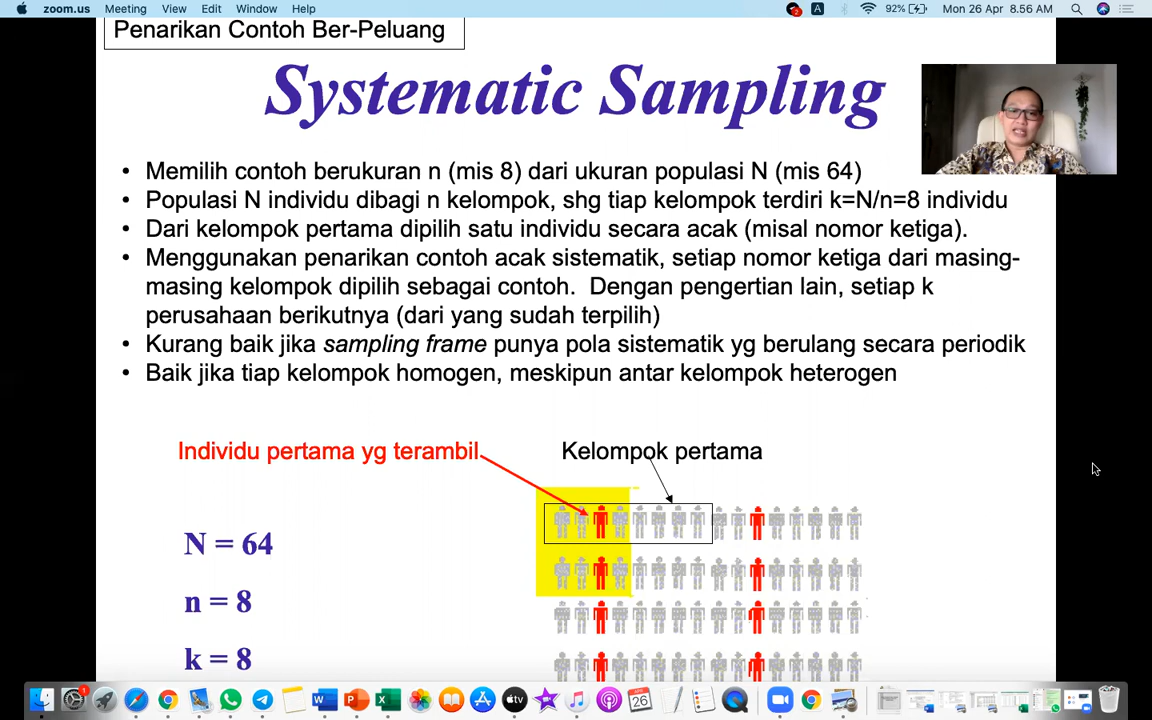 zoom.us Meeting View Edit Window Help 92% Mon 26 Apr 8.56 AM
Penarikan Contoh Ber-Peluang
Systematic Sampling
• Memilih contoh berukuran n (mis 8) dari ukuran populasi N (mis 64)
• Populasi N individu dibagi n kelompok, shg tiap kelompok terdiri k=N/n=8 individu
• Dari kelompok pertama dipilih satu individu secara acak (misal nomor ketiga).
• Menggunakan penarikan contoh acak sistematik, setiap nomor ketiga dari masing-
masing kelompok dipilih sebagai contoh. Dengan pengertian lain, setiap k
perusahaan berikutnya (dari yang sudah terpilih)
• Kurang baik jika sampling frame punya pola sistematik yg berulang secara periodik
• Baik jika tiap kelompok homogen, meskipun antar kelompok heterogen
Individu pertama yg terambil
Kelompok pertama
N = 64
n = 8
k = 8